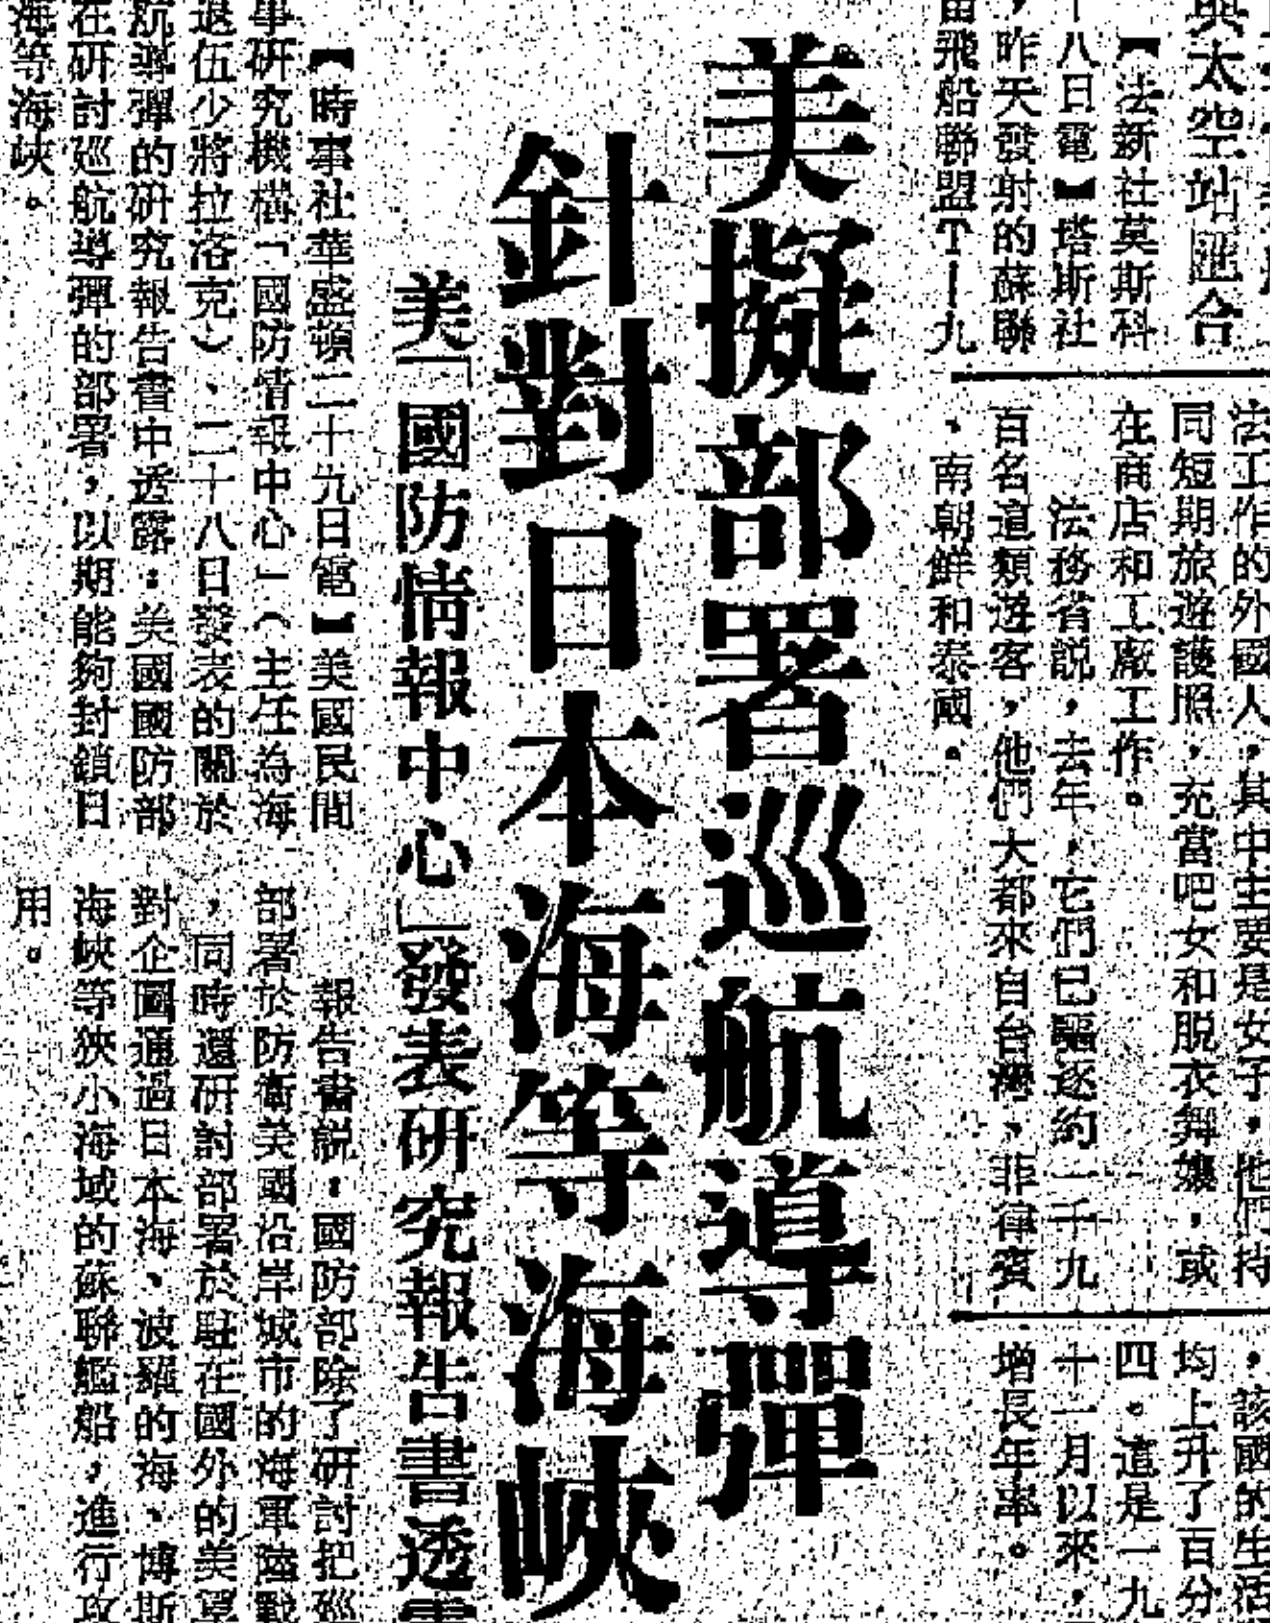 與太空站匯合
【法新社莫斯科
十八日電】塔斯社
，昨天發射的蘇聯
宙飛船聯盟T—九
法工作的外國人，其中主要是女子，他們持
同短期旅遊護照，充當吧女和脱衣舞孃，或
在商店和工廠工作。
法務省説，去年，它們已驅逐約一千九
百名這類遊客，他們大都來自台灣、非律賓
、南朝鮮和泰國。
，該國的生活
均上升了百分
四。這是一九
十一月以來，
增長年率。
美擬部署巡航導彈
針對日本海等海峽
美「國防情報中心」發表研究報告書透露
【時事社華盛頓二十九日電】美國民間
事研究機構「國防情報中心」（主任為海
退伍少將拉洛克）、二十八日發表的關於
航導彈的研究報告書中透露：美國國防部
在研討巡航導彈的部署，以期能夠封鎖日
海等海峽。
報告書説：國防部除了研討把巡
部署於防衛美國沿岸城市的海軍陸戰
，同時還研討部署於駐在國外的美軍
對企圖通過日本海、波羅的海、博斯
海峽等狹小海域的蘇聯艦船，進行攻
用。